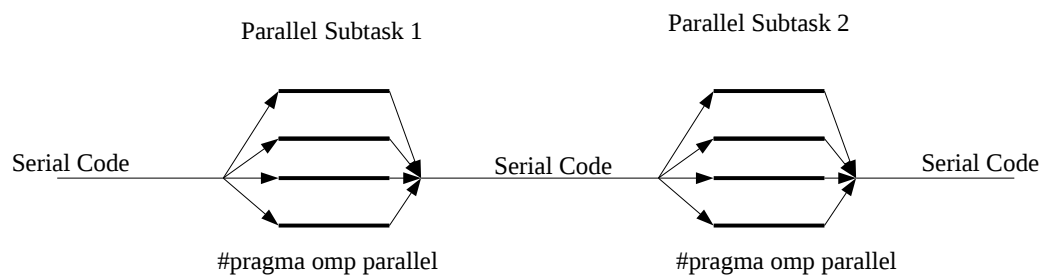 Parallel Subtask 1
Parallel Subtask 2
Serial Code
Serial Code
Serial Code
#pragma omp parallel
#pragma omp parallel